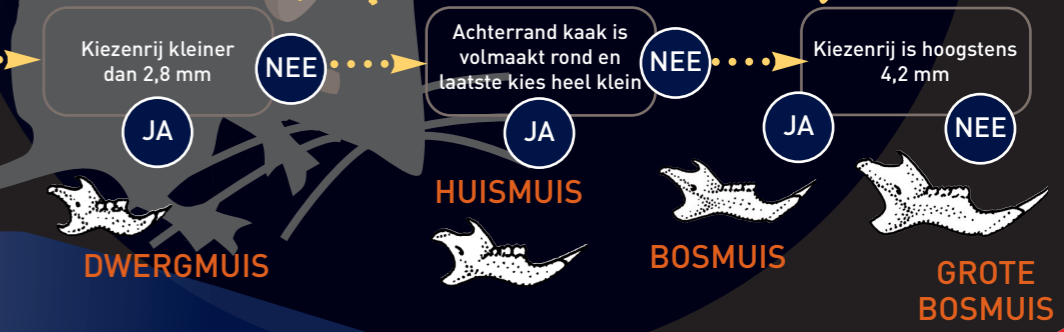 Kiezenrij kleiner
dan 2,8 mm
NEE
JA
DWERGMUIS
Achterrand kaak is
volmaakt rond en
laatste kies heel klein
NEE
JA
HUISMUIS
Kiezenrij is hoogstens
4,2 mm
JA
BOSMUIS
NEE
GROTE
BOSMUIS